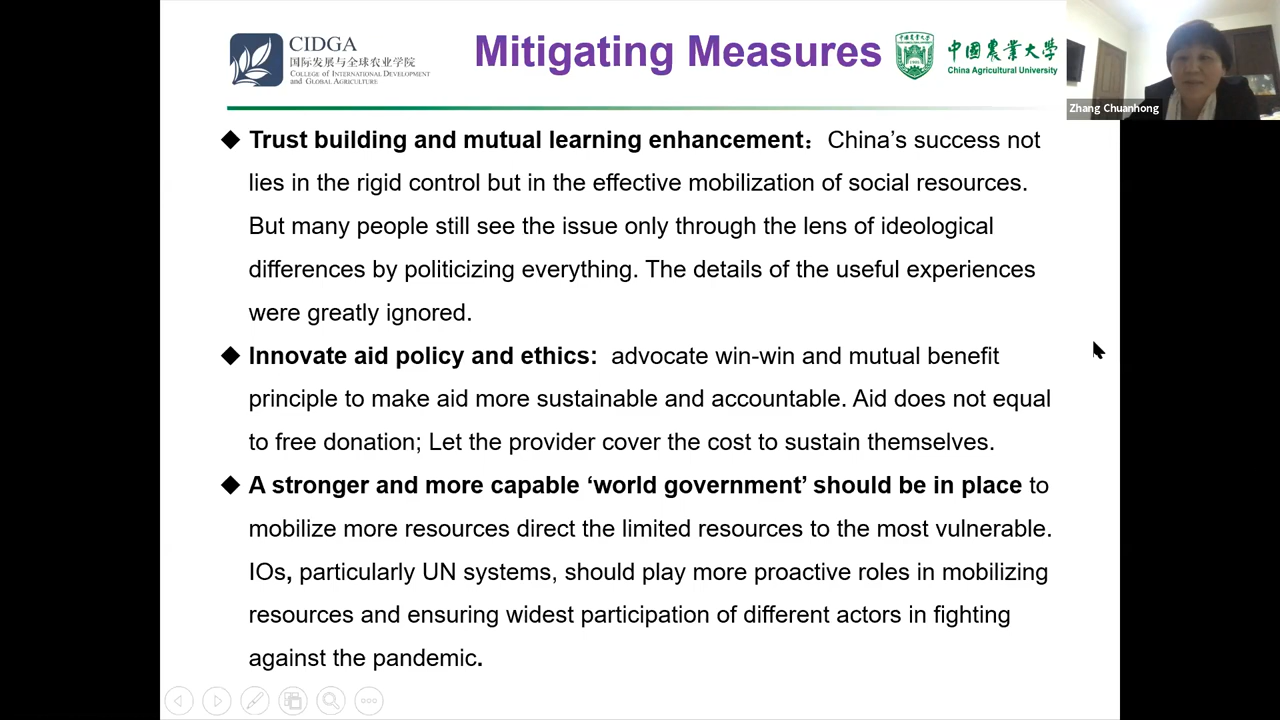 CIDGA
国际发展与全球农业学院
College of International Development
and Global Agriculture
Mitigating Measures
中国农业大学
1905
中國農業大學
China Agricultural University
Zhang Chuanhong
◆ Trust building and mutual learning enhancement： China’s success not
lies in the rigid control but in the effective mobilization of social resources.
But many people still see the issue only through the lens of ideological
differences by politicizing everything. The details of the useful experiences
were greatly ignored.
◆ Innovate aid policy and ethics: advocate win-win and mutual benefit
principle to make aid more sustainable and accountable. Aid does not equal
to free donation; Let the provider cover the cost to sustain themselves.
◆ A stronger and more capable ‘world government’ should be in place to
mobilize more resources direct the limited resources to the most vulnerable.
IOs, particularly UN systems, should play more proactive roles in mobilizing
resources and ensuring widest participation of different actors in fighting
against the pandemic.